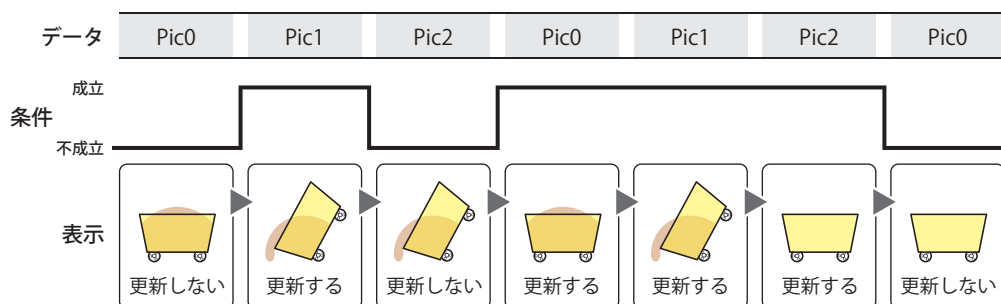 データ Pic0 Pic1 Pic2 Pic0 Pic1 Pic2 Pic0
成立
条件
不成立
表示
更新しない 更新する 更新しない 更新する 更新する 更新する 更新しない